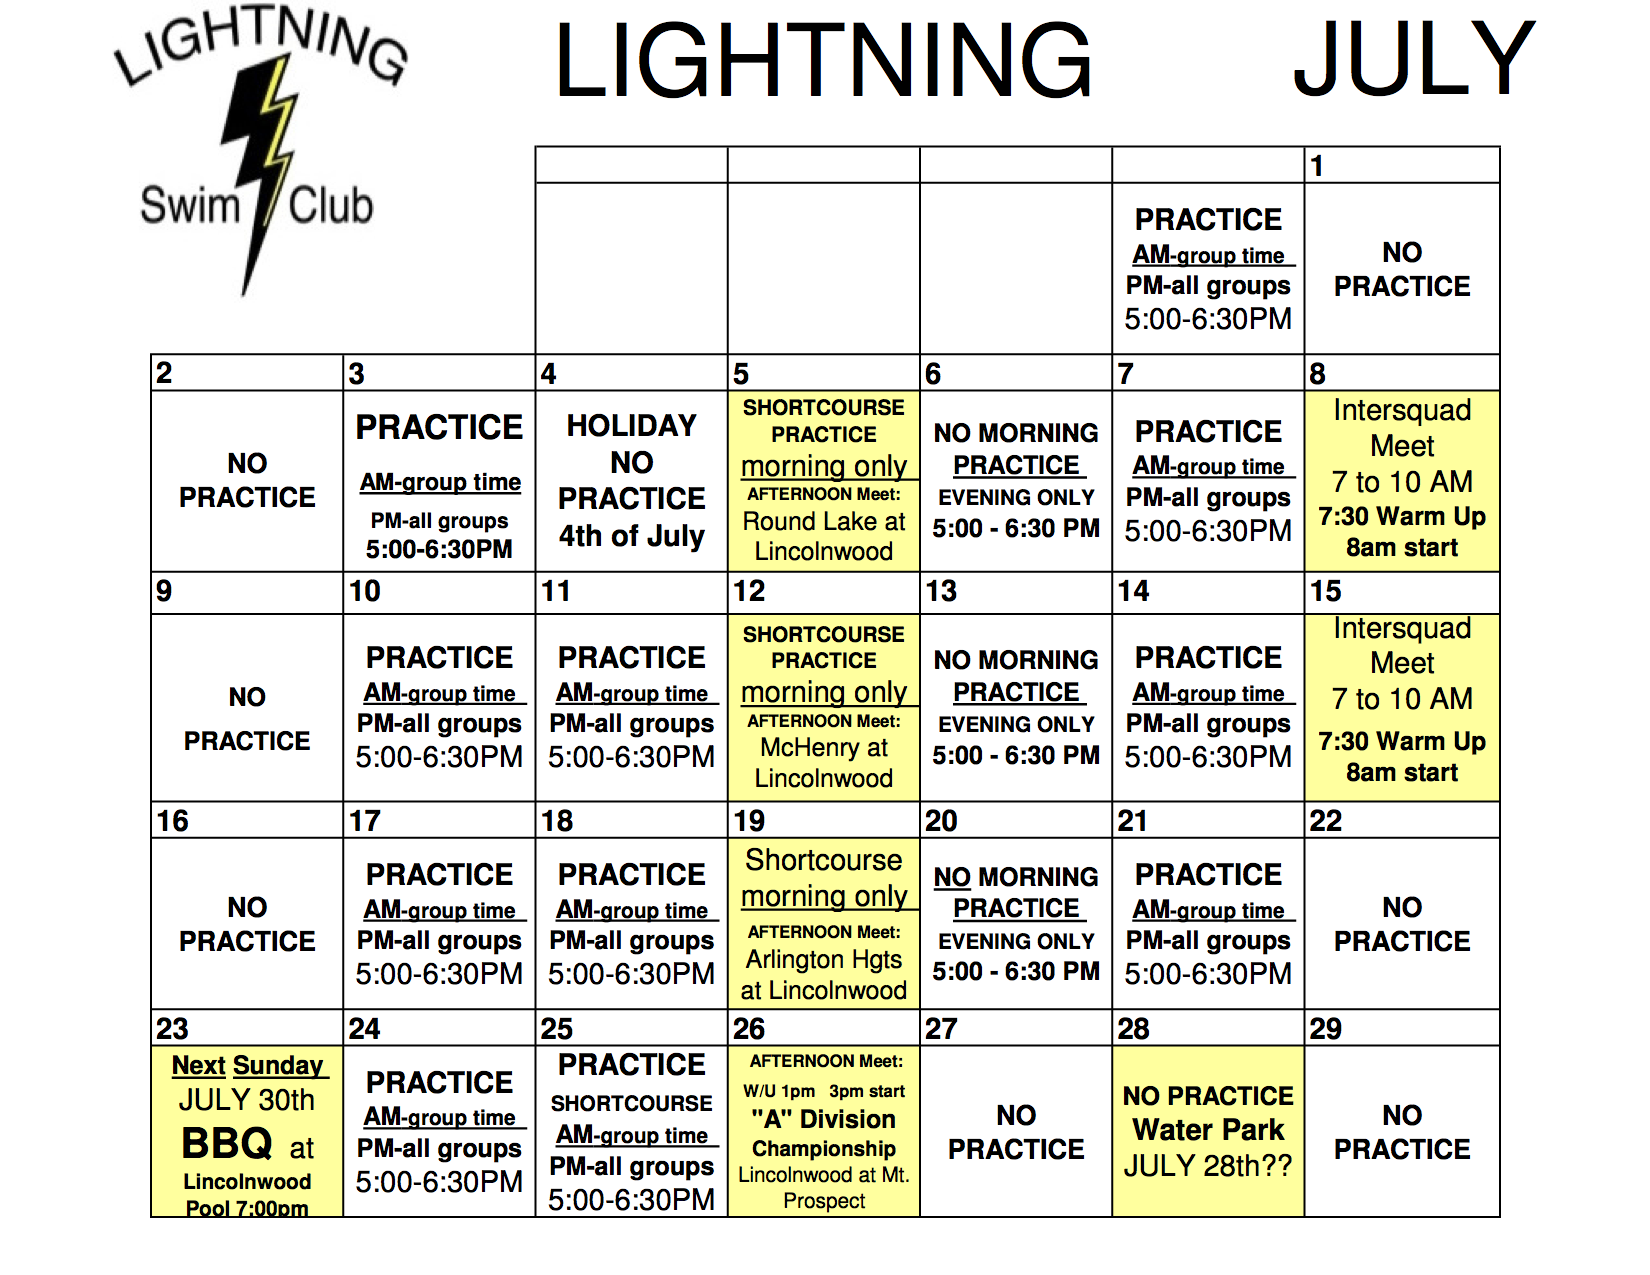 LIGHTNING
Swim Club
LIGHTNING JULY
1
PRACTICE
AM-group time
PM-all groups
5:00-6:30PM
NO
PRACTICE
2 3 4 5 6 7 8
NO
PRACTICE
PRACTICE
AM-group time
PM-all groups
5:00-6:30PM
HOLIDAY
NO
PRACTICE
4th of July
SHORTCOURSE
PRACTICE
morning only
AFTERNOON Meet:
Round Lake at
Lincolnwood
NO MORNING
PRACTICE
EVENING ONLY
5:00 - 6:30 PM
PRACTICE
AM-group time
PM-all groups
5:00-6:30PM
Intersquad
Meet
7 to 10 AM
7:30 Warm Up
8am start
9 10 11 12 13 14 15
NO
PRACTICE
PRACTICE
AM-group time
PM-all groups
5:00-6:30PM
PRACTICE
AM-group time
PM-all groups
5:00-6:30PM
SHORTCOURSE
PRACTICE
morning only
AFTERNOON Meet:
McHenry at
Lincolnwood
NO MORNING
PRACTICE
EVENING ONLY
5:00 - 6:30 PM
PRACTICE
AM-group time
PM-all groups
5:00-6:30PM
Intersquad
Meet
7 to 10 AM
7:30 Warm Up
8am start
16 17 18 19 20 21 22
NO
PRACTICE
PRACTICE
AM-group time
PM-all groups
5:00-6:30PM
PRACTICE
AM-group time
PM-all groups
5:00-6:30PM
Shortcourse
morning only
AFTERNOON Meet:
Arlington Hgts
at Lincolnwood
NO MORNING
PRACTICE
EVENING ONLY
5:00 - 6:30 PM
PRACTICE
AM-group time
PM-all groups
5:00-6:30PM
NO
PRACTICE
23 24 25 26 27 28 29
Next Sunday
JULY 30th
BBQ at
Lincolnwood
Pool 7:00pm
PRACTICE
AM-group time
PM-all groups
5:00-6:30PM
PRACTICE
SHORTCOURSE
AM-group time
PM-all groups
5:00-6:30PM
AFTERNOON Meet:
W/U 1pm 3pm start
"A" Division
Championship
Lincolnwood at Mt.
Prospect
NO
PRACTICE
NO PRACTICE
Water Park
JULY 28th??
NO
PRACTICE